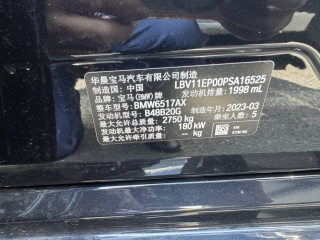 华晨宝马汽车有限公司制造
制造国:中国 LBV11EP00PSA16525
品牌:宝马(BMW)牌 发动机排量:1998 mL
整车型号:BMW6517AX
发动机型号:B48B20G 制造年月:2023-03
最大允许总质量:2750 kg 乘坐人数:5
发动机最大净功率:180 kW
最大允许牵引质量: kg